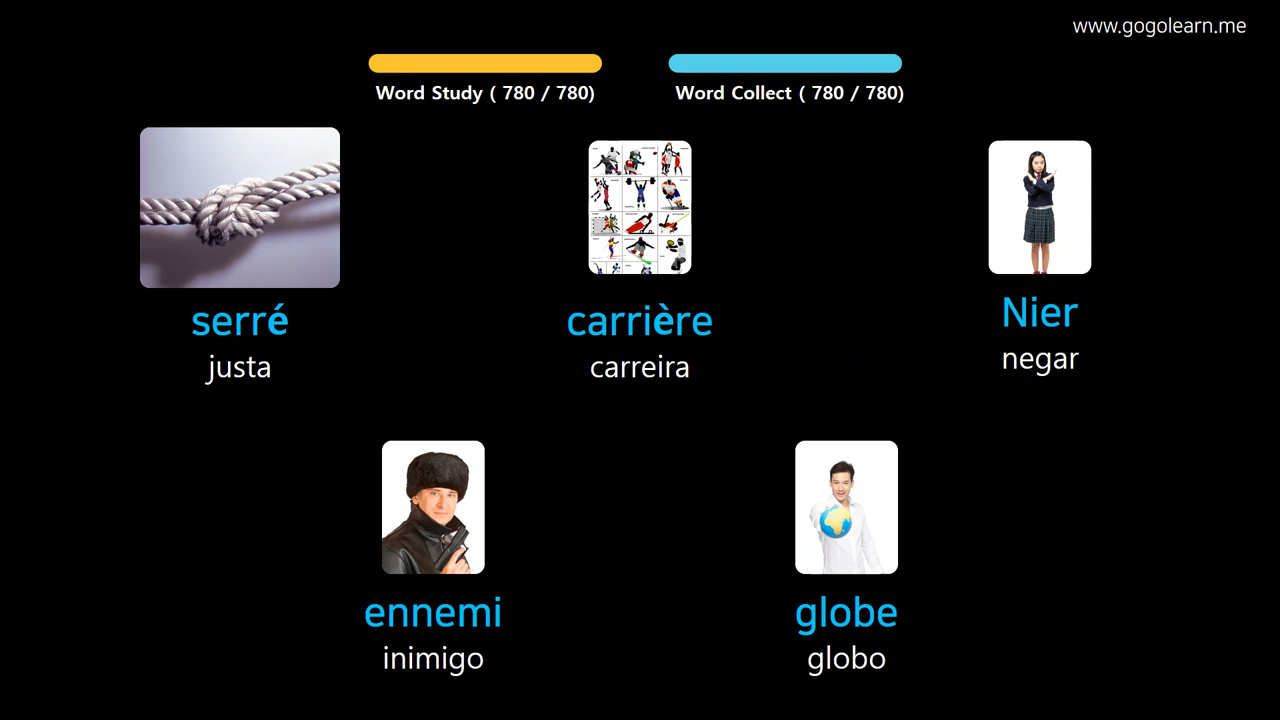 www.gogolearn.me
Word Study ( 780 / 780)
Word Collect ( 780 / 780)
serré
justa
carrière
carreira
Nier
negar
ennemi
inimigo
globe
globo